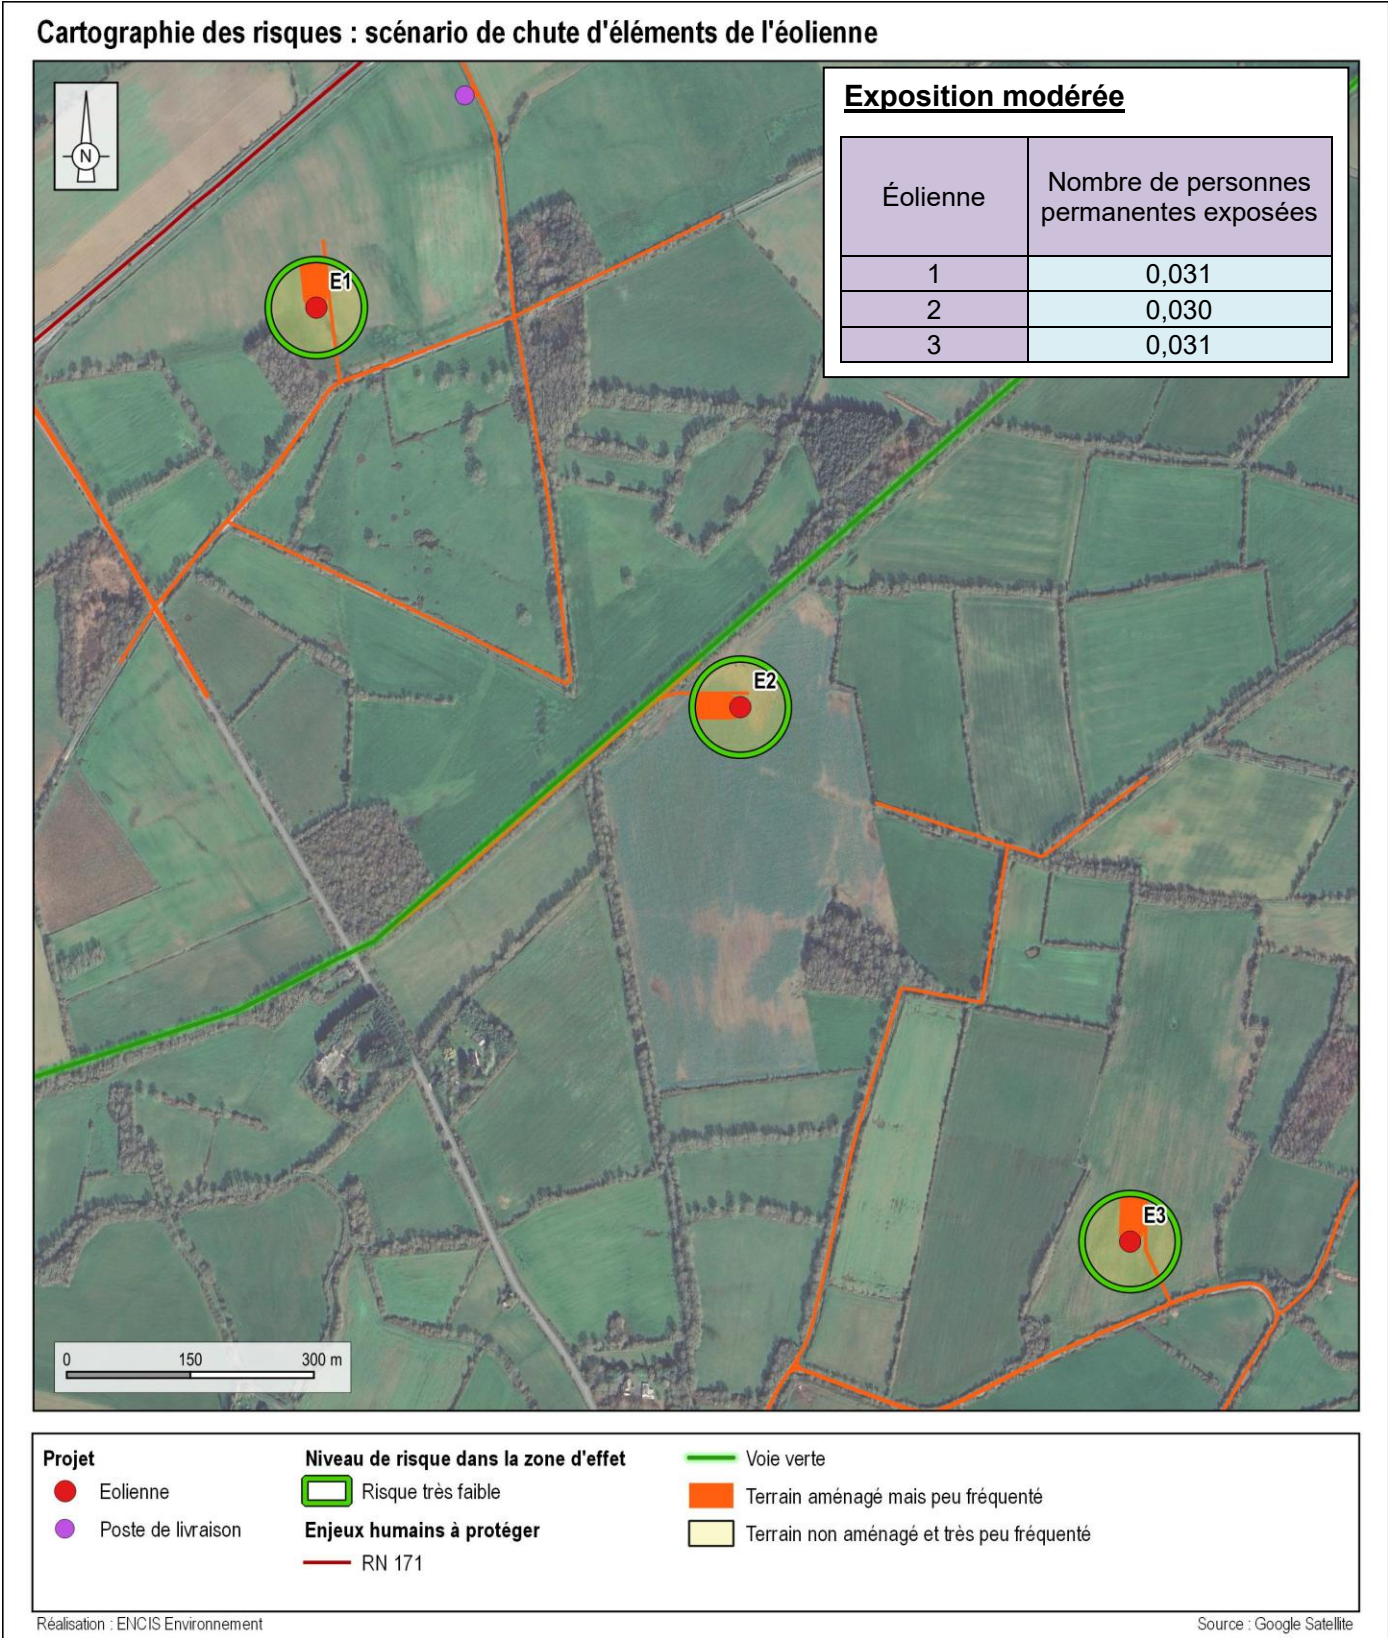 Cartographie des risques : scénario de chute d'éléments de l'éolienne
N
Exposition modérée
Éolienne
Nombre de personnes
permanentes exposées
1 0,031
2 0,030
3 0,031
E1
E2
E3
0 150 300 m
Projet
Eolienne
Poste de livraison
Niveau de risque dans la zone d'effet
Risque très faible
Enjeux humains à protéger
RN 171
Voie verte
Terrain aménagé mais peu fréquenté
Terrain non aménagé et très peu fréquenté
Réalisation : ENCIS Environnement
Source : Google Satellite